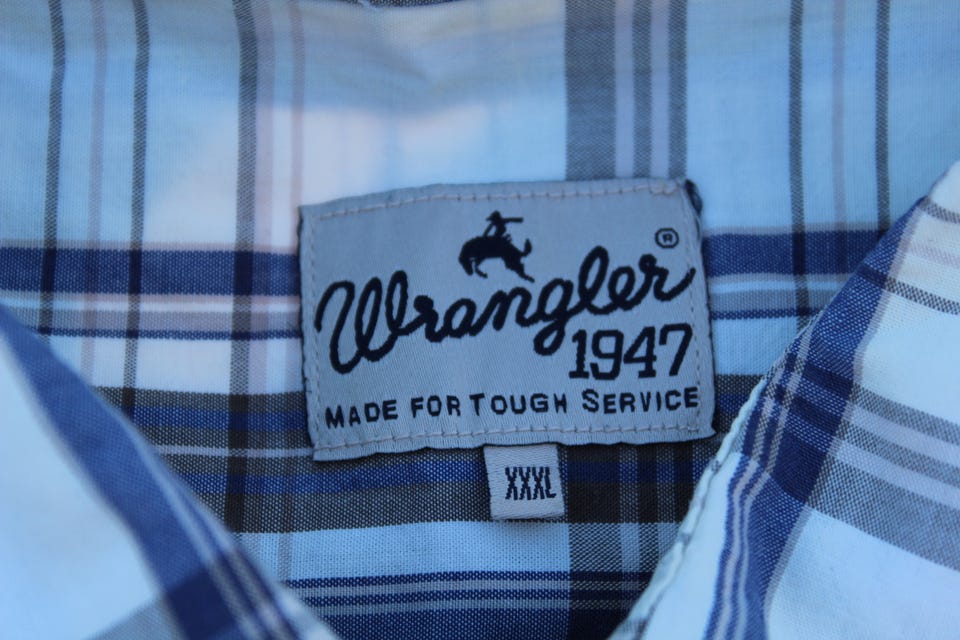 ®
Wrangler
1947
MADE FOR TOUGH SERVICE
XXXL